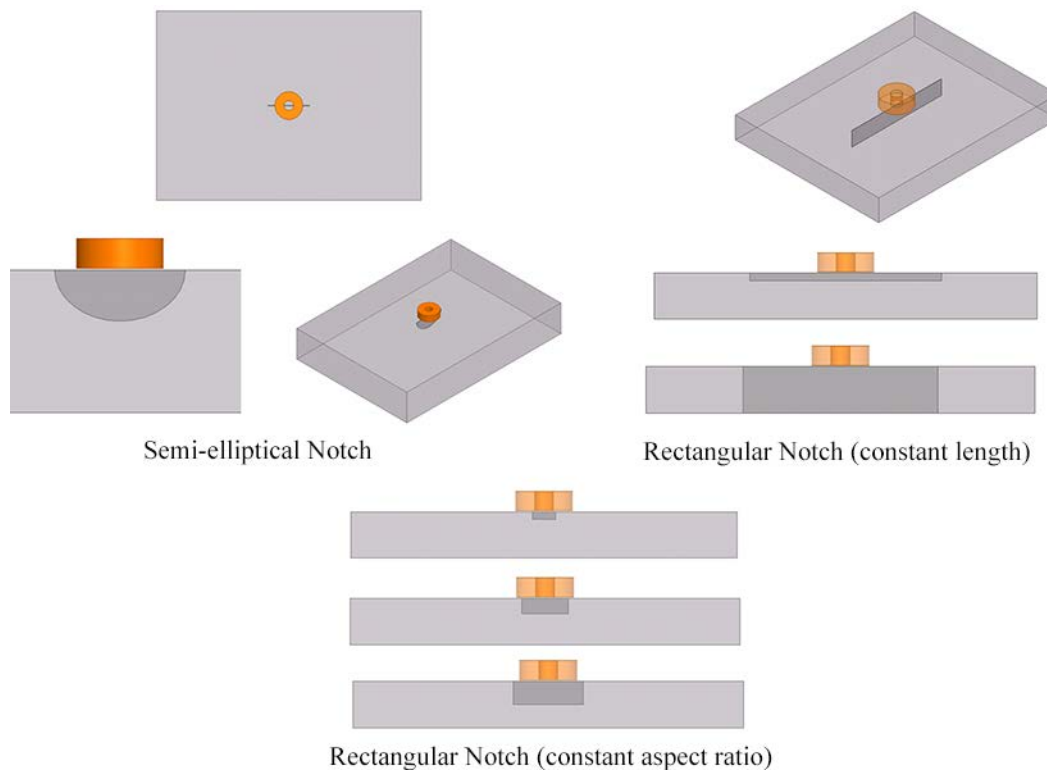 Semi-elliptical Notch
Rectangular Notch (constant length)
Rectangular Notch (constant aspect ratio)